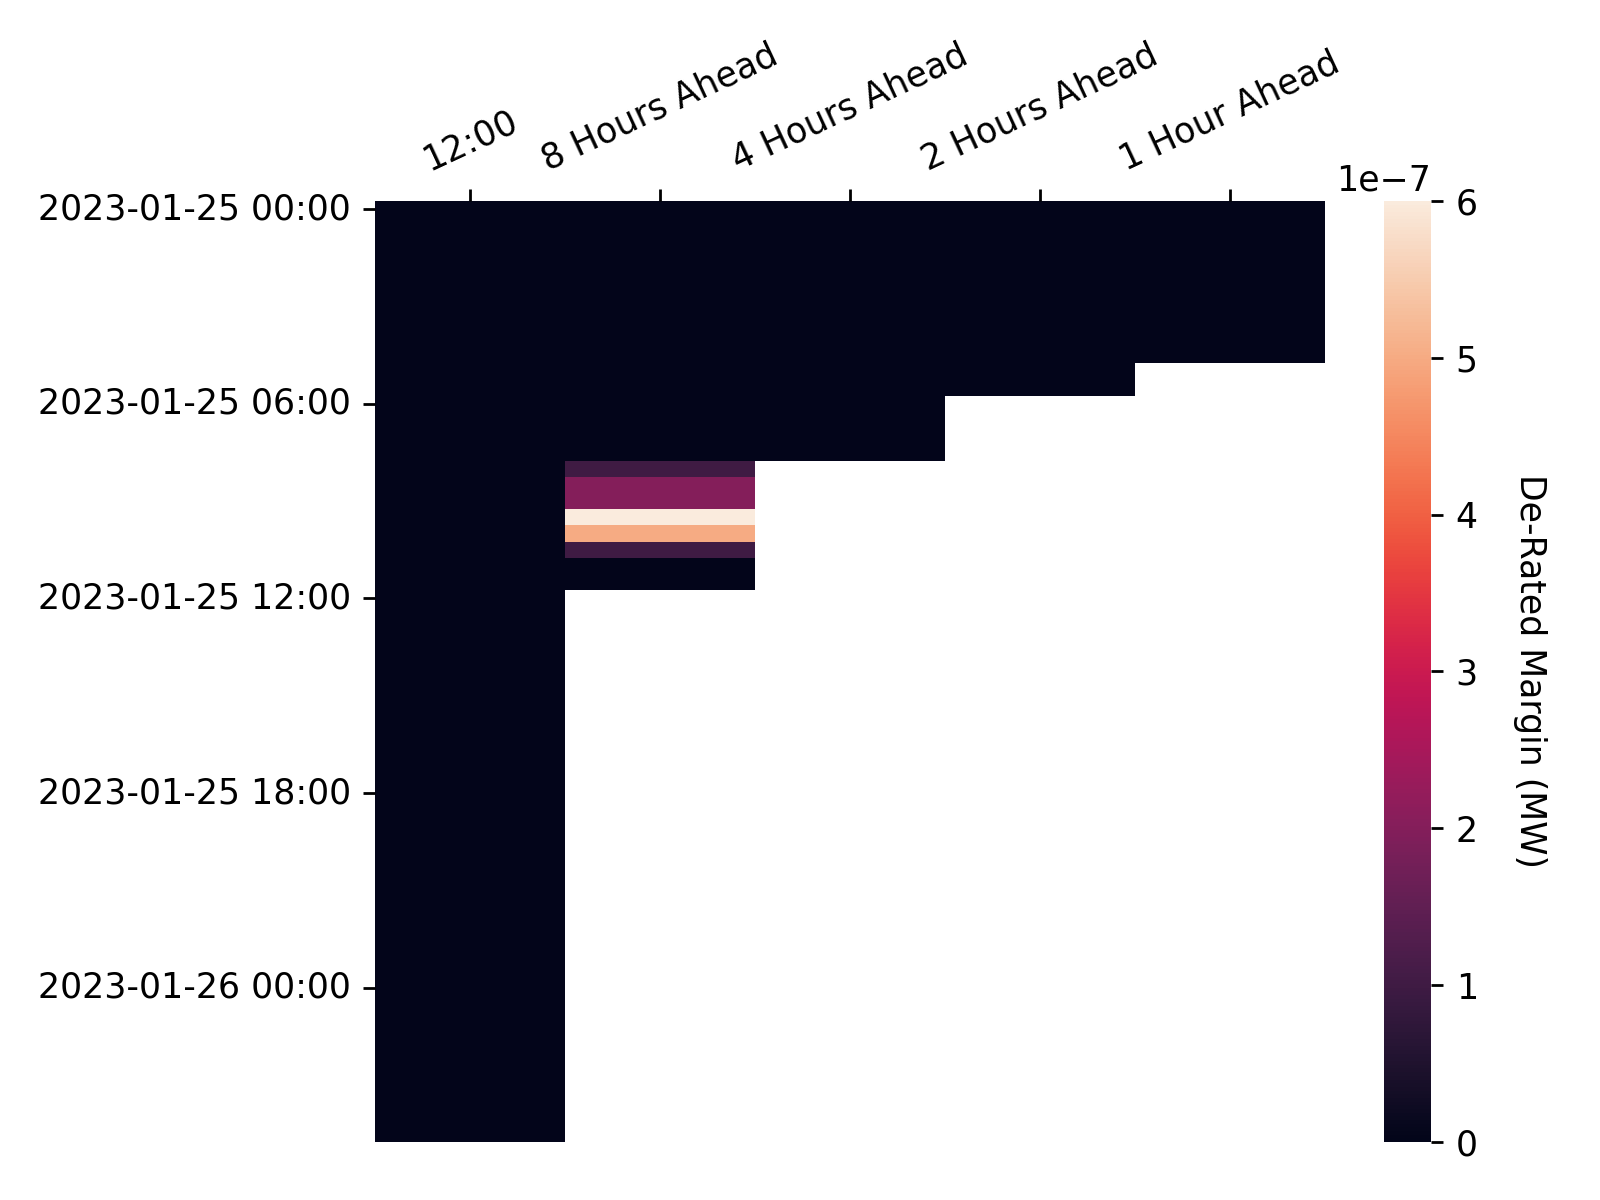 12:00
8 Hours Ahead
4 Hours Ahead
2 Hours Ahead
1 Hour Ahead
2023-01-25 00:00
2023-01-25 06:00
2023-01-25 12:00
2023-01-25 18:00
2023-01-26 00:00
1e−7
6
5
4
3
2
1
0
De-Rated Margin (MW)